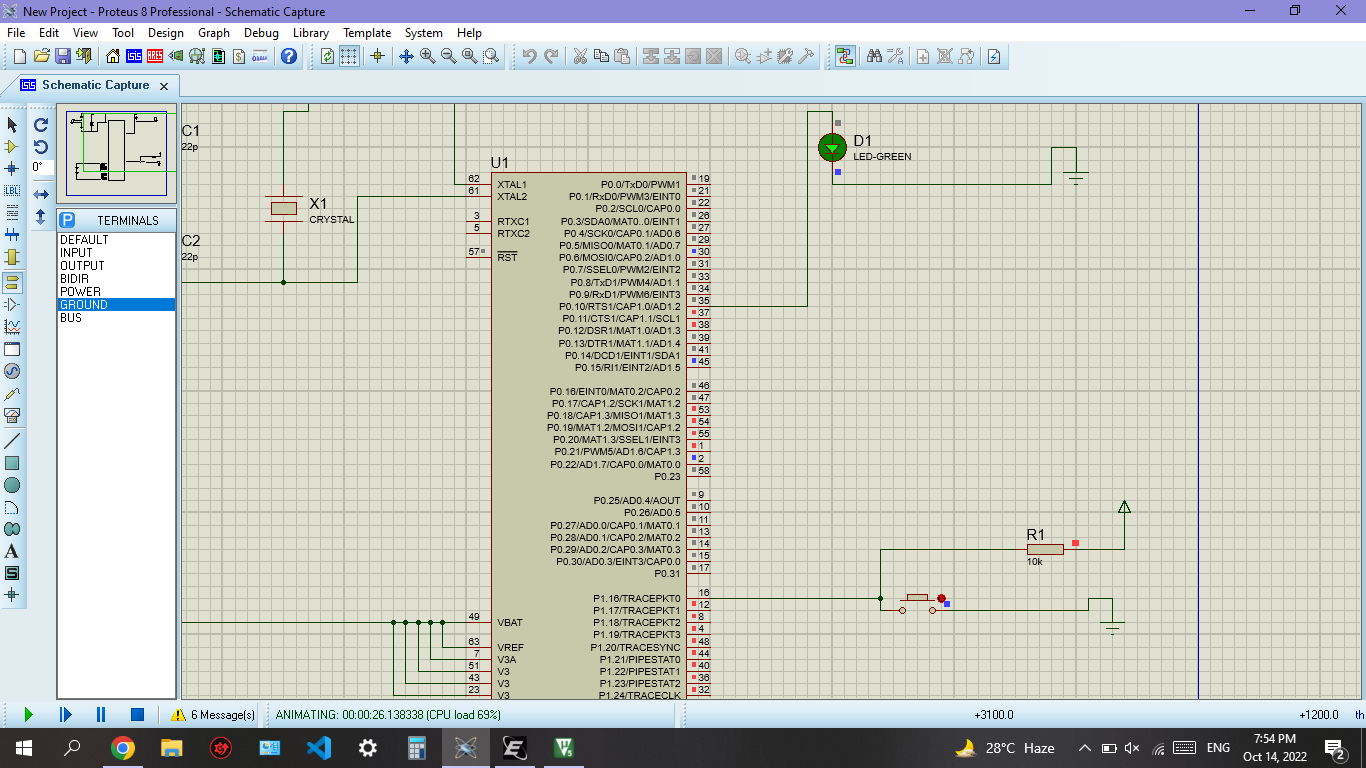 New Project - Proteus 8 Professional - Schematic Capture
File Edit View Tool Design Graph Debug Library Template System Help
Schematic Capture
0°
LBL
P TERMINALS
DEFAULT
INPUT
OUTPUT
BIDIR
POWER
GROUND
BUS
C1
22p
C2
22p
X1
CRYSTAL
U1
D1
LED-GREEN
62 XTAL1
61 XTAL2
3 RTXC1
5 RTXC2
57 RST
49 VBAT
63 VREF
7 V3A
51 V3
43 V3
23 V3
P0.0/TxD0/PWM1 19
P0.1/RxD0/PWM3/EINT0 21
P0.2/SCL0/CAP0.0 22
P0.3/SDA0/MAT0..0/EINT1 26
P0.4/SCK0/CAP0.1/AD0.6 27
P0.5/MISO0/MAT0.1/AD0.7 29
P0.6/MOSI0/CAP0.2/AD1.0 30
P0.7/SSEL0/PWM2/EINT2 31
P0.8/TxD1/PWM4/AD1.1 33
P0.9/RxD1/PWM6/EINT3 34
P0.10/RTS1/CAP1.0/AD1.2 35
P0.11/CTS1/CAP1.1/SCL1 37
P0.12/DSR1/MAT1.0/AD1.3 38
P0.13/DTR1/MAT1.1/AD1.4 39
P0.14/DCD1/EINT1/SDA1 41
P0.15/RI1/EINT2/AD1.5 45
P0.16/EINT0/MAT0.2/CAP0.2 46
P0.17/CAP1.2/SCK1/MAT1.2 47
P0.18/CAP1.3/MISO1/MAT1.3 53
P0.19/MAT1.2/MOSI1/CAP1.2 54
P0.20/MAT1.3/SSEL1/EINT3 55
P0.21/PWM5/AD1.6/CAP1.3 1
P0.22/AD1.7/CAP0.0/MAT0.0 2
P0.23 58
P0.25/AD0.4/AOUT 9
P0.26/AD0.5 10
P0.27/AD0.0/CAP0.1/MAT0.1 11
P0.28/AD0.1/CAP0.2/MAT0.2 13
P0.29/AD0.2/CAP0.3/MAT0.3 14
P0.30/AD0.3/EINT3/CAP0.0 15
P0.31 17
P1.16/TRACEPKT0 16
P1.17/TRACEPKT1 12
P1.18/TRACEPKT2 8
P1.19/TRACEPKT3 4
P1.20/TRACESYNC 48
P1.21/PIPESTAT0 44
P1.22/PIPESTAT1 40
P1.23/PIPESTAT2 36
P1.24/TRACECLK 32
R1
10k
6 Message(s) ANIMATING: 00:00:26.138338 (CPU load 69%) +3100.0 +1200.0 th
28°C Haze ENG 7:54 PM
Oct 14, 2022
2